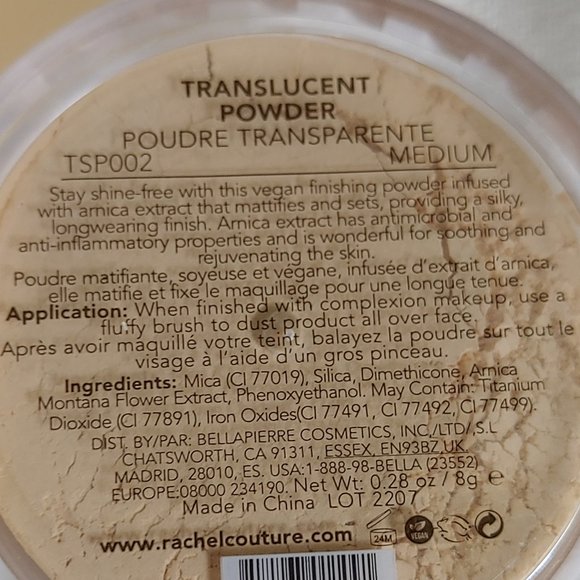 TRANSLUCENT
POWDER
POUDRE TRANSPARENTE
TSP002 MEDIUM
Stay shine-free with this vegan finishing powder infused
with arnica extract that mattifies and sets, providing a silky,
longwearing finish. Arnica extract has antimicrobial and
anti-inflammatory properties and is wonderful for soothing and
rejuvenating the skin.
Poudre matifiante, soyeuse et végane, infusée d'extrait d'arnica,
elle matifie et fixe le maquillage pour une longue tenue.
Application: When finished with complexion makeup, use a
fluffy brush to dust product all over face.
Après avoir maquillé votre teint, balayez la poudre sur tout le
visage à l'aide d'un gros pinceau.
Ingredients: Mica (CI 77019), Silica, Dimethicone, Arnica
Montana Flower Extract, Phenoxyethanol. May Contain: Titanium
Dioxide (CI 77891), Iron Oxides(CI 77491, CI 77492, CI 77499).
DIST. BY/PAR: BELLAPIERRE COSMETICS, INC./LTD/,S.L
CHATSWORTH, CA 91311, ESSEX, EN93BZ,UK.
MADRID, 28010, ES. USA:1-888-98-BELLA (23552)
EUROPE:08000 234190. Net Wt: 0.28 oz / 8g e
Made in China LOT 2207
www.rachelcouture.com 24M VEGAN